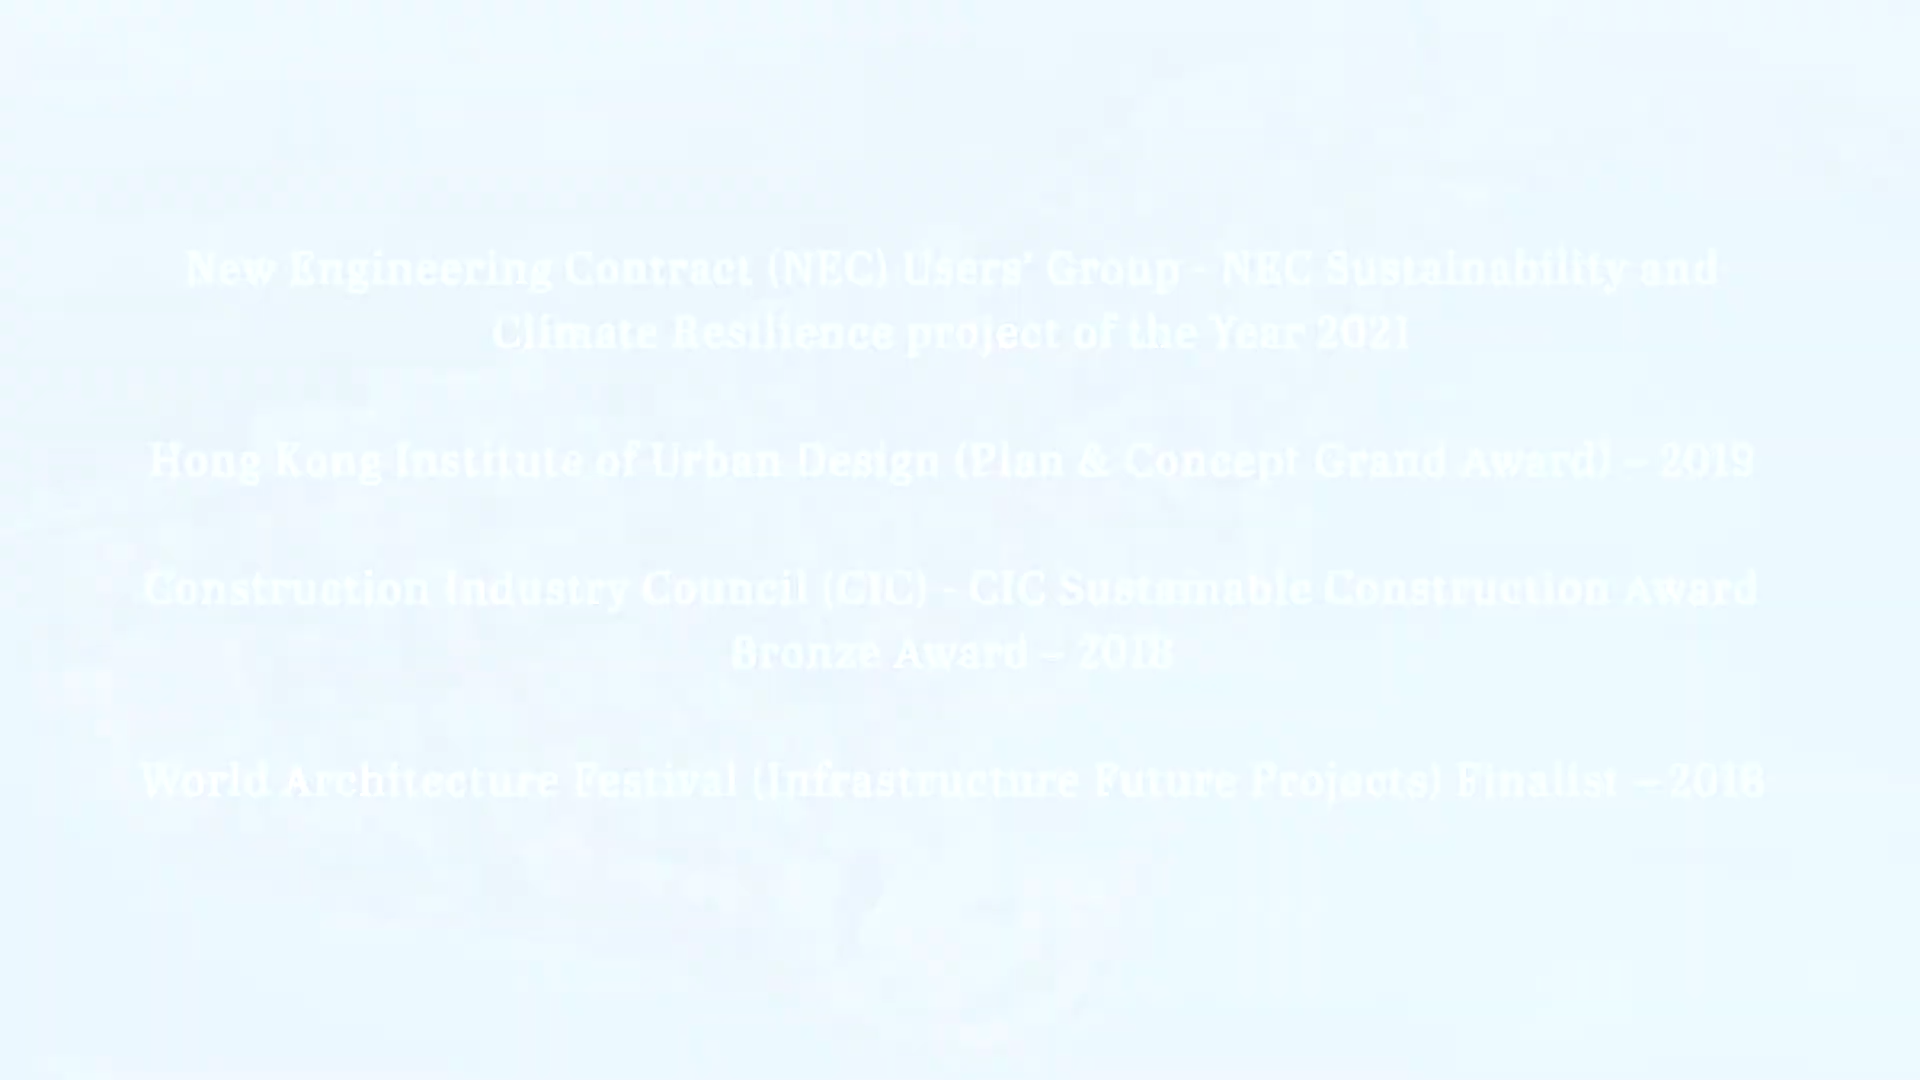 New Engineering Contract (NEC) Users' Group - NEC Sustainability and
Climate Resilience project of the Year 2021
Hong Kong Institute of Urban Design (Plan & Concept Grand Award) – 2019
Construction Industry Council (CIC) - CIC Sustainable Construction Award
Bronze Award – 2018
World Architecture Festival (Infrastructure Future Projects) Finalist – 2018